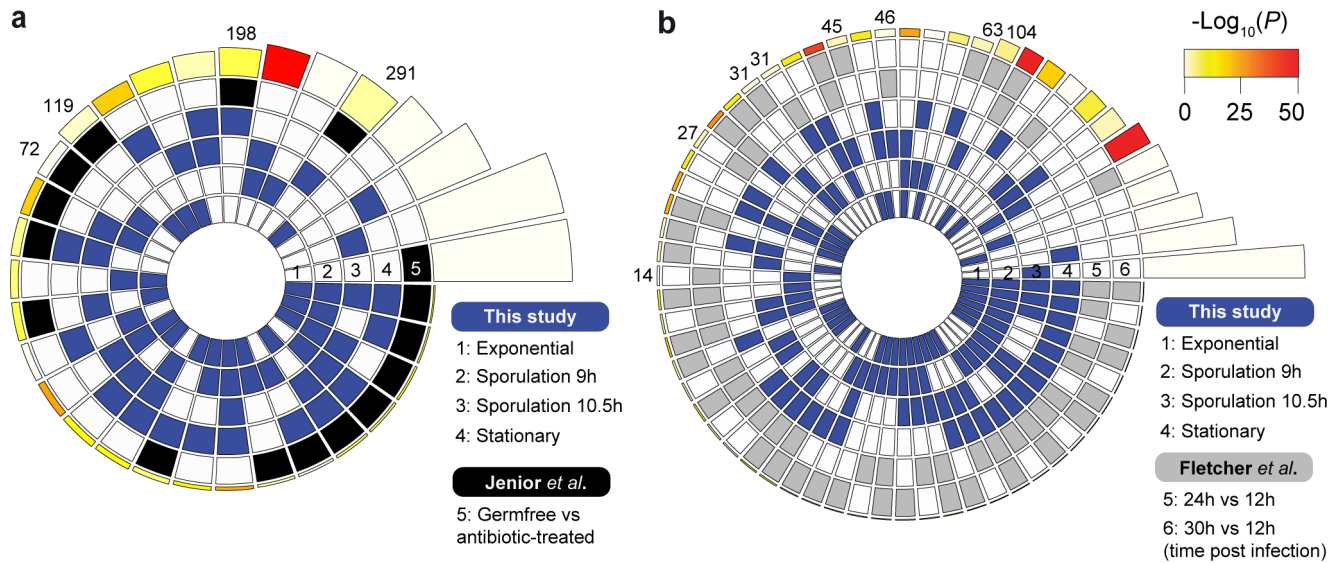 a
198
291
119
72
1 2 3 4 5
This study
1: Exponential
2: Sporulation 9h
3: Sporulation 10.5h
4: Stationary
Jenior et al.
5: Germfree vs
antibiotic-treated
b
45
46
63
104
31
31
27
14
1 2 3 4 5 6
-Log10(P)
0 25 50
This study
1: Exponential
2: Sporulation 9h
3: Sporulation 10.5h
4: Stationary
Fletcher et al.
5: 24h vs 12h
6: 30h vs 12h
(time post infection)